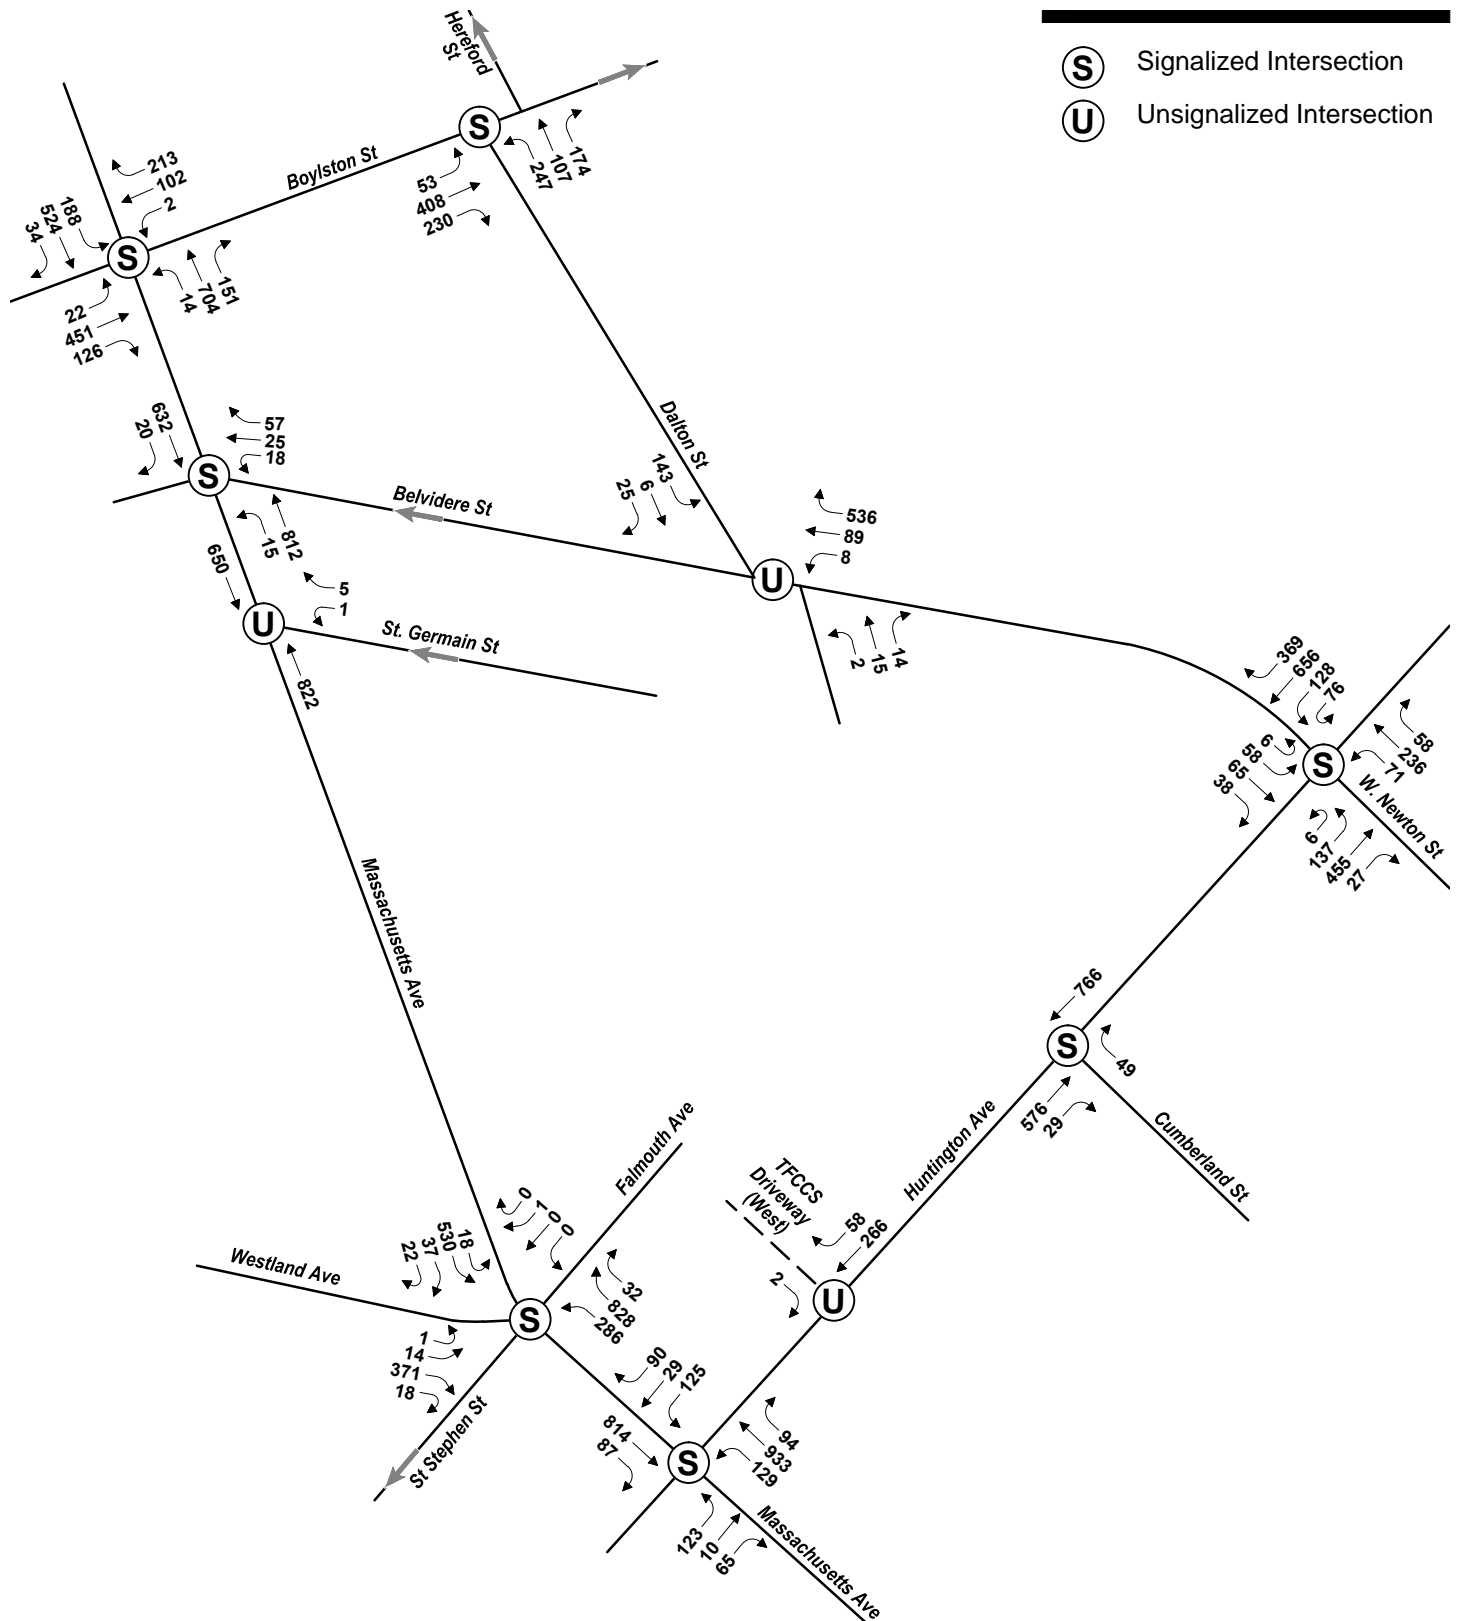 S Signalized Intersection
U Unsignalized Intersection
Hereford
St
S
174
107
247
53
408
230
Boylston St
213
102
2
188
524
34
S
151
704
14
22
451
126
632
20
57
25
18
S
Belvidere St
812
15
650
5
1
U
St. Germain St
822
Dalton St
143
6
25
536
89
8
U
14
15
2
369
656
128
76
58
236
71
6
58
65
38
S
W. Newton St
6
137
455
27
Massachusetts Ave
766
S
49
576
29
Cumberland St
Huntington Ave
TFCCS
Driveway
(West)
58
266
2
U
Falmouth Ave
0
1
0
0
18
530
37
22
Westland Ave
S
32
828
286
1
14
371
18
St Stephen St
90
29
125
814
87
S
94
933
129
123
10
65
Massachusetts Ave